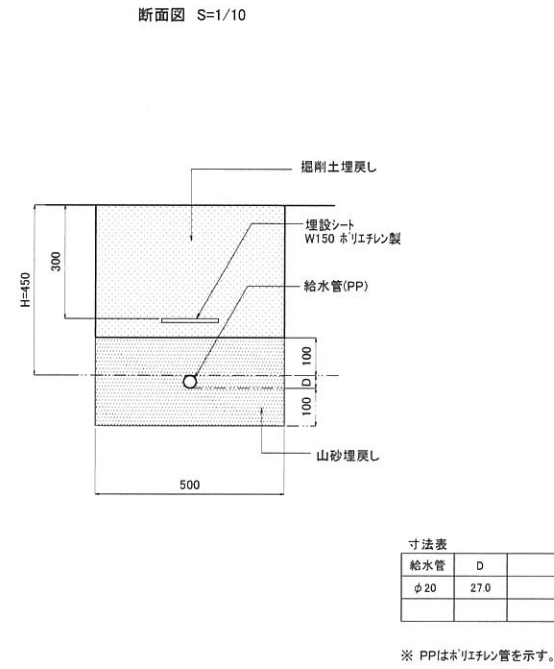 断面図 S=1/10
掘削土埋戻し
埋設シート
W150 ポリエチレン製
給水管(PP)
300
H=450
100
D
100
山砂埋戻し
500
寸法表
給水管 D
φ20 27.0
※ PPはポリエチレン管を示す。